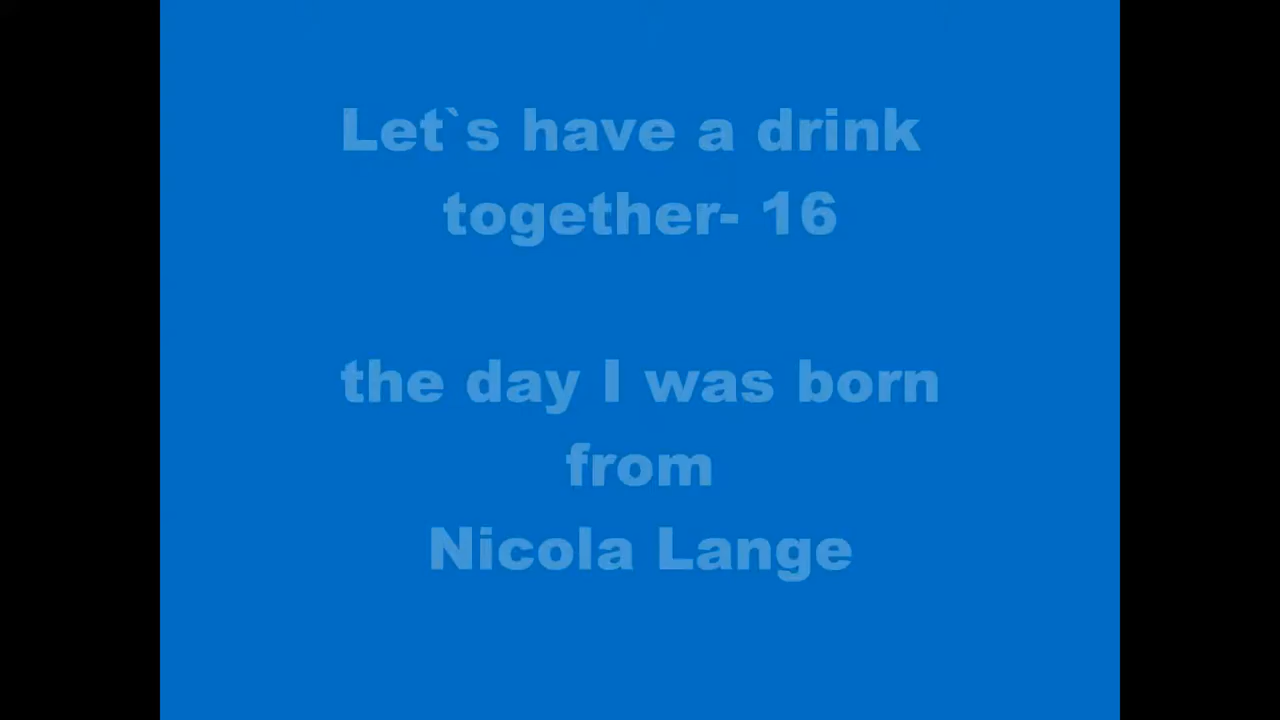 Let`s have a drink
together- 16
the day I was born
from
Nicola Lange